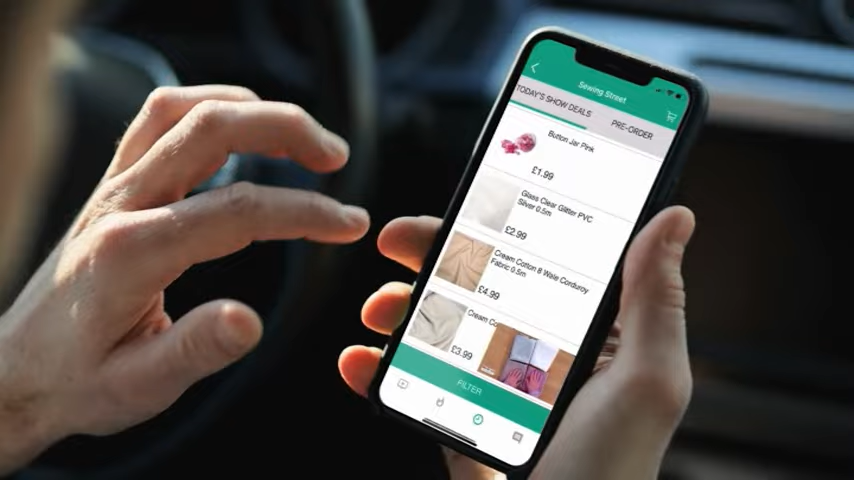 Sewing Street
TODAY'S SHOW DEALS
PRE-ORDER
Button Jar Pink
£1.99
Glass Clear Glitter PVC
Silver 0.5m
£2.99
Cream Cotton 8 Wale Corduroy
Fabric 0.5m
£4.99
Cream Co
£3.99
FILTER